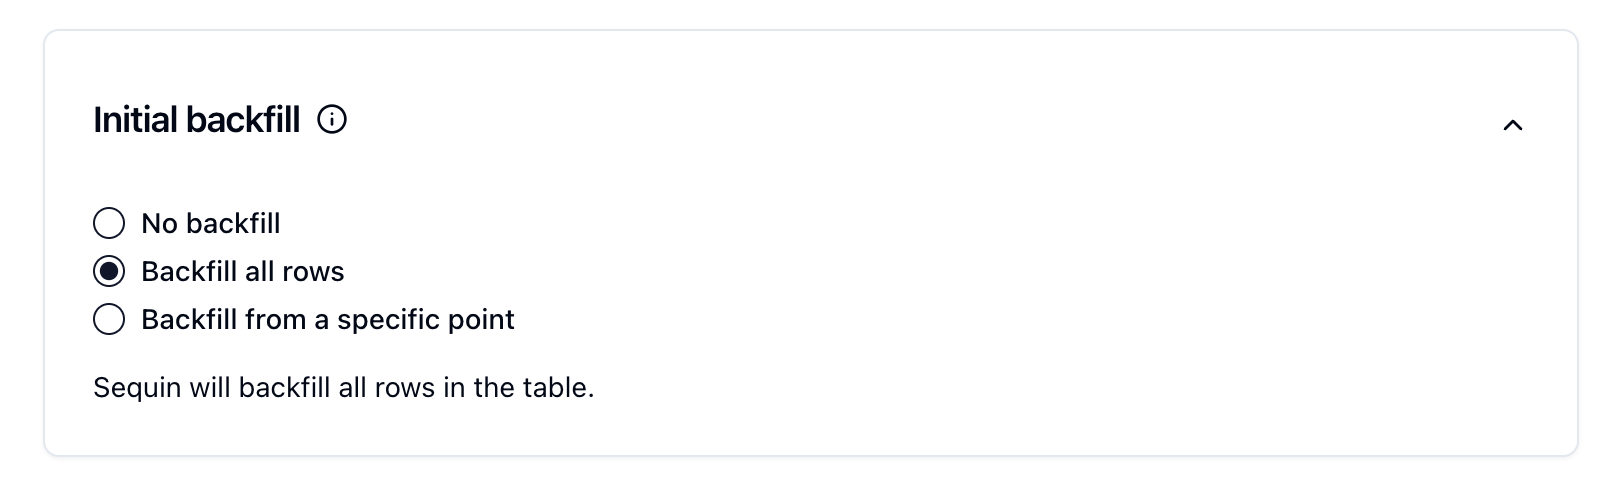 Initial backfill
No backfill
Backfill all rows
Backfill from a specific point
Sequin will backfill all rows in the table.